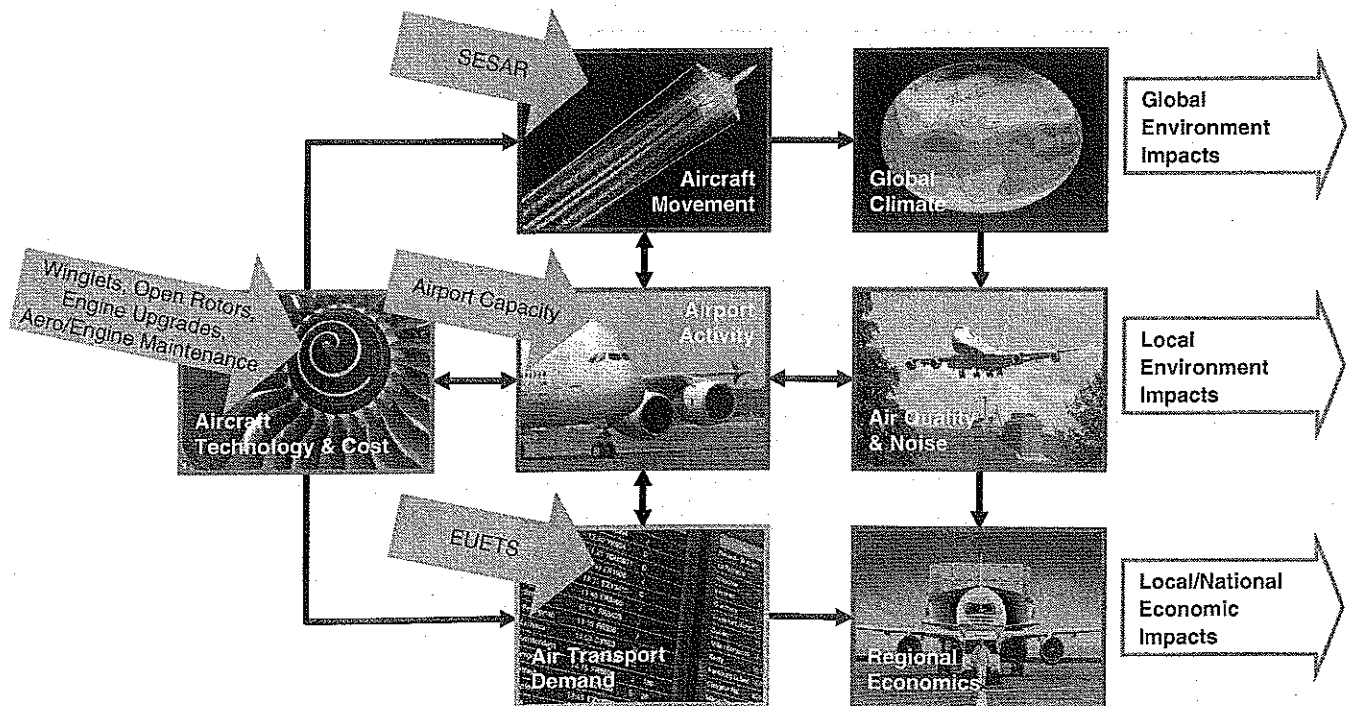 SESAR
Aircraft
Movement
Global
Climate
Global
Environment
Impacts
Winglets, Open Rotors,
Engine Upgrades,
Aero/Engine Maintenance
Aircraft
Technology & Cost
Airport Capacity
Airport
Activity
Air Quality
& Noise
Local
Environment
Impacts
EUETS
Air Transport
Demand
Regional
Economics
Local/National
Economic
Impacts